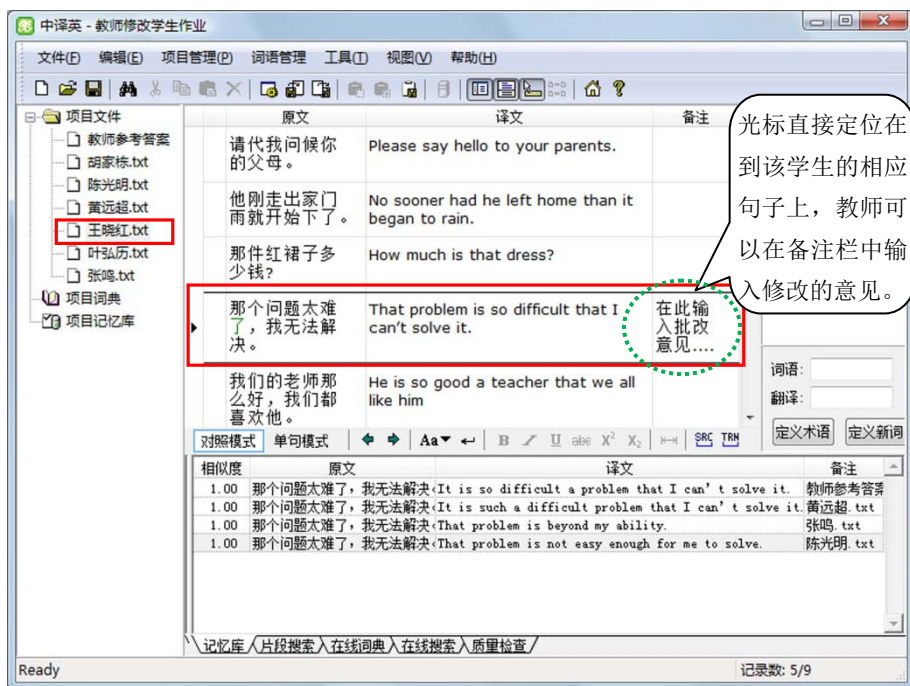 中译英 - 教师修改学生作业
文件(F) 编辑(E) 项目管理(P) 词语管理 工具(T) 视图(V) 帮助(H)
项目文件
教师参考答案
胡家栋.txt
陈光明.txt
黄远超.txt
王晓红.txt
叶弘历.txt
张鸣.txt
项目词典
项目记忆库
原文 译文 备注
请代我问候你
的父母。
Please say hello to your parents.
他刚走出家门
雨就开始下了。
No sooner had he left home than it
began to rain.
那件红裙子多
少钱?
How much is that dress?
那个问题太难
了，我无法解
决。
That problem is so difficult that I
can't solve it.
在此输
入批改
意见....
我们的老师那
么好，我们都
喜欢他。
He is so good a teacher that we all
like him
光标直接定位在
到该学生的相应
句子上，教师可
以在备注栏中输
入修改的意见。
词语:
翻译:
定义术语 定义新词
对照模式 单句模式 Aa B I U abc X² X₂ SRC TRN
相似度 原文 译文 备注
1.00 那个问题太难了，我无法解决 It is so difficult a problem that I can't solve it. 教师参考答案
1.00 那个问题太难了，我无法解决 It is such a difficult problem that I can't solve it. 黄远超.txt
1.00 那个问题太难了，我无法解决 That problem is beyond my ability. 张鸣.txt
1.00 那个问题太难了，我无法解决 That problem is not easy enough for me to solve. 陈光明.txt
记忆库 片段搜索 在线词典 在线搜索 质量检查
Ready 记录数: 5/9